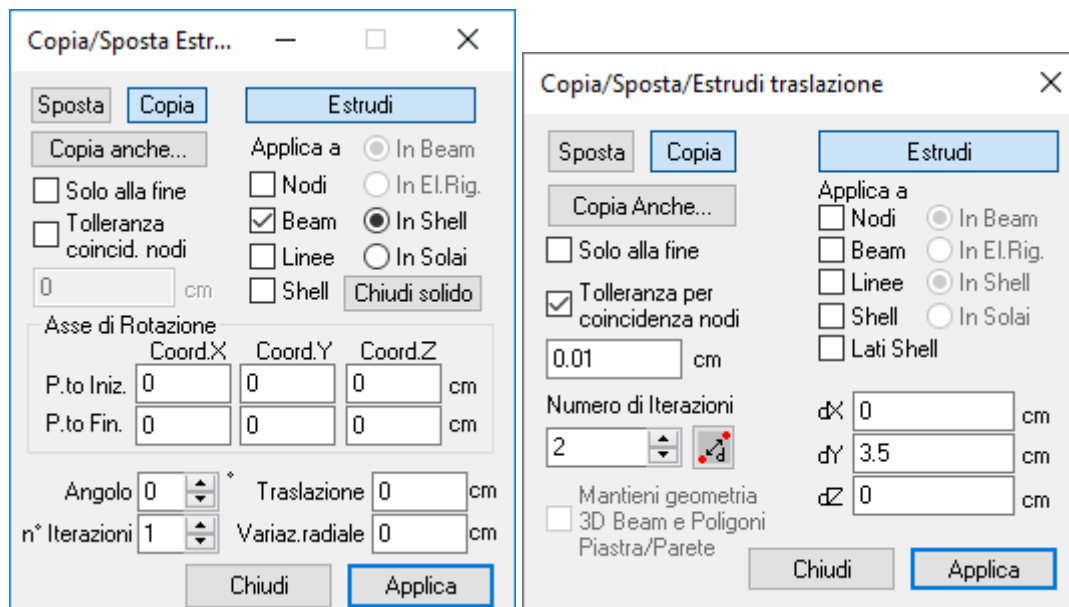 Copia/Sposta Estr...
Sposta Copia Estrudi
Copia anche... Applica a In Beam
Solo alla fine Nodi In El.Rig.
Tolleranza coincid. nodi Beam In Shell
Linee In Solai
0 cm Shell Chiudi solido
Asse di Rotazione
Coord.X Coord.Y Coord.Z
P.to Iniz. 0 0 0 cm
P.to Fin. 0 0 0 cm
Angolo 0 ° Traslazione 0 cm
n° Iterazioni 1 Variaz.radiale 0 cm
Chiudi Applica
Copia/Sposta/Estrudi traslazione
Sposta Copia Estrudi
Copia Anche... Applica a
Nodi In Beam
Solo alla fine Beam In El.Rig.
Tolleranza per Linee In Shell
coincidenza nodi Shell In Solai
0.01 cm Lati Shell
Numero di Iterazioni dX 0 cm
2 d dY 3.5 cm
dZ 0 cm
Mantieni geometria
3D Beam e Poligoni
Piastra/Parete
Chiudi Applica